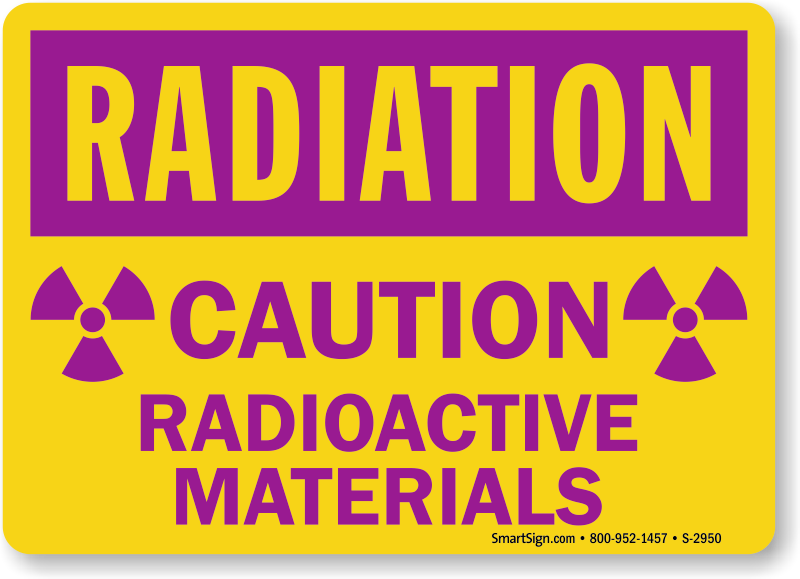 RADIATION
CAUTION
RADIOACTIVE
MATERIALS
SmartSign.com • 800-952-1457 • S-2950